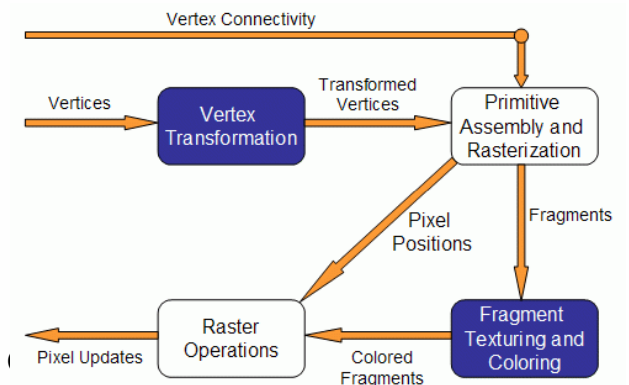 Vertex Connectivity
Vertices
Vertex
Transformation
Transformed
Vertices
Primitive
Assembly and
Rasterization
Pixel
Positions
Fragments
Raster
Operations
Fragment
Texturing and
Coloring
Pixel Updates
Colored
Fragments